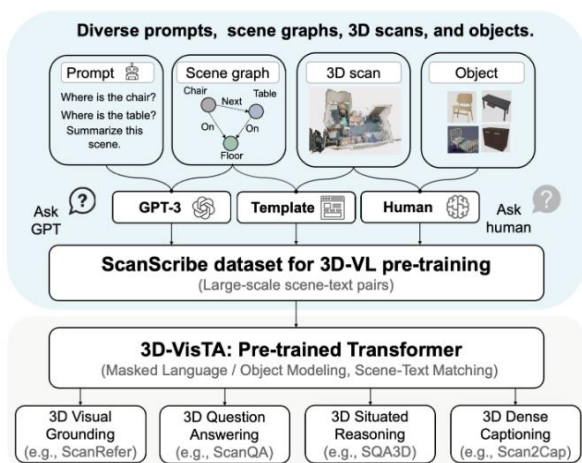 Diverse prompts, scene graphs, 3D scans, and objects.
Prompt
Where is the chair?
Where is the table?
Summarize this
scene.
Scene graph
Chair
Next
Table
On
On
Floor
3D scan
Object
Ask
GPT
?
GPT-3
Template
Human
?
Ask
human
ScanScribe dataset for 3D-VL pre-training
(Large-scale scene-text pairs)
3D-VisTA: Pre-trained Transformer
(Masked Language / Object Modeling, Scene-Text Matching)
3D Visual
Grounding
(e.g., ScanRefer)
3D Question
Answering
(e.g., ScanQA)
3D Situated
Reasoning
(e.g., SQA3D)
3D Dense
Captioning
(e.g., Scan2Cap)